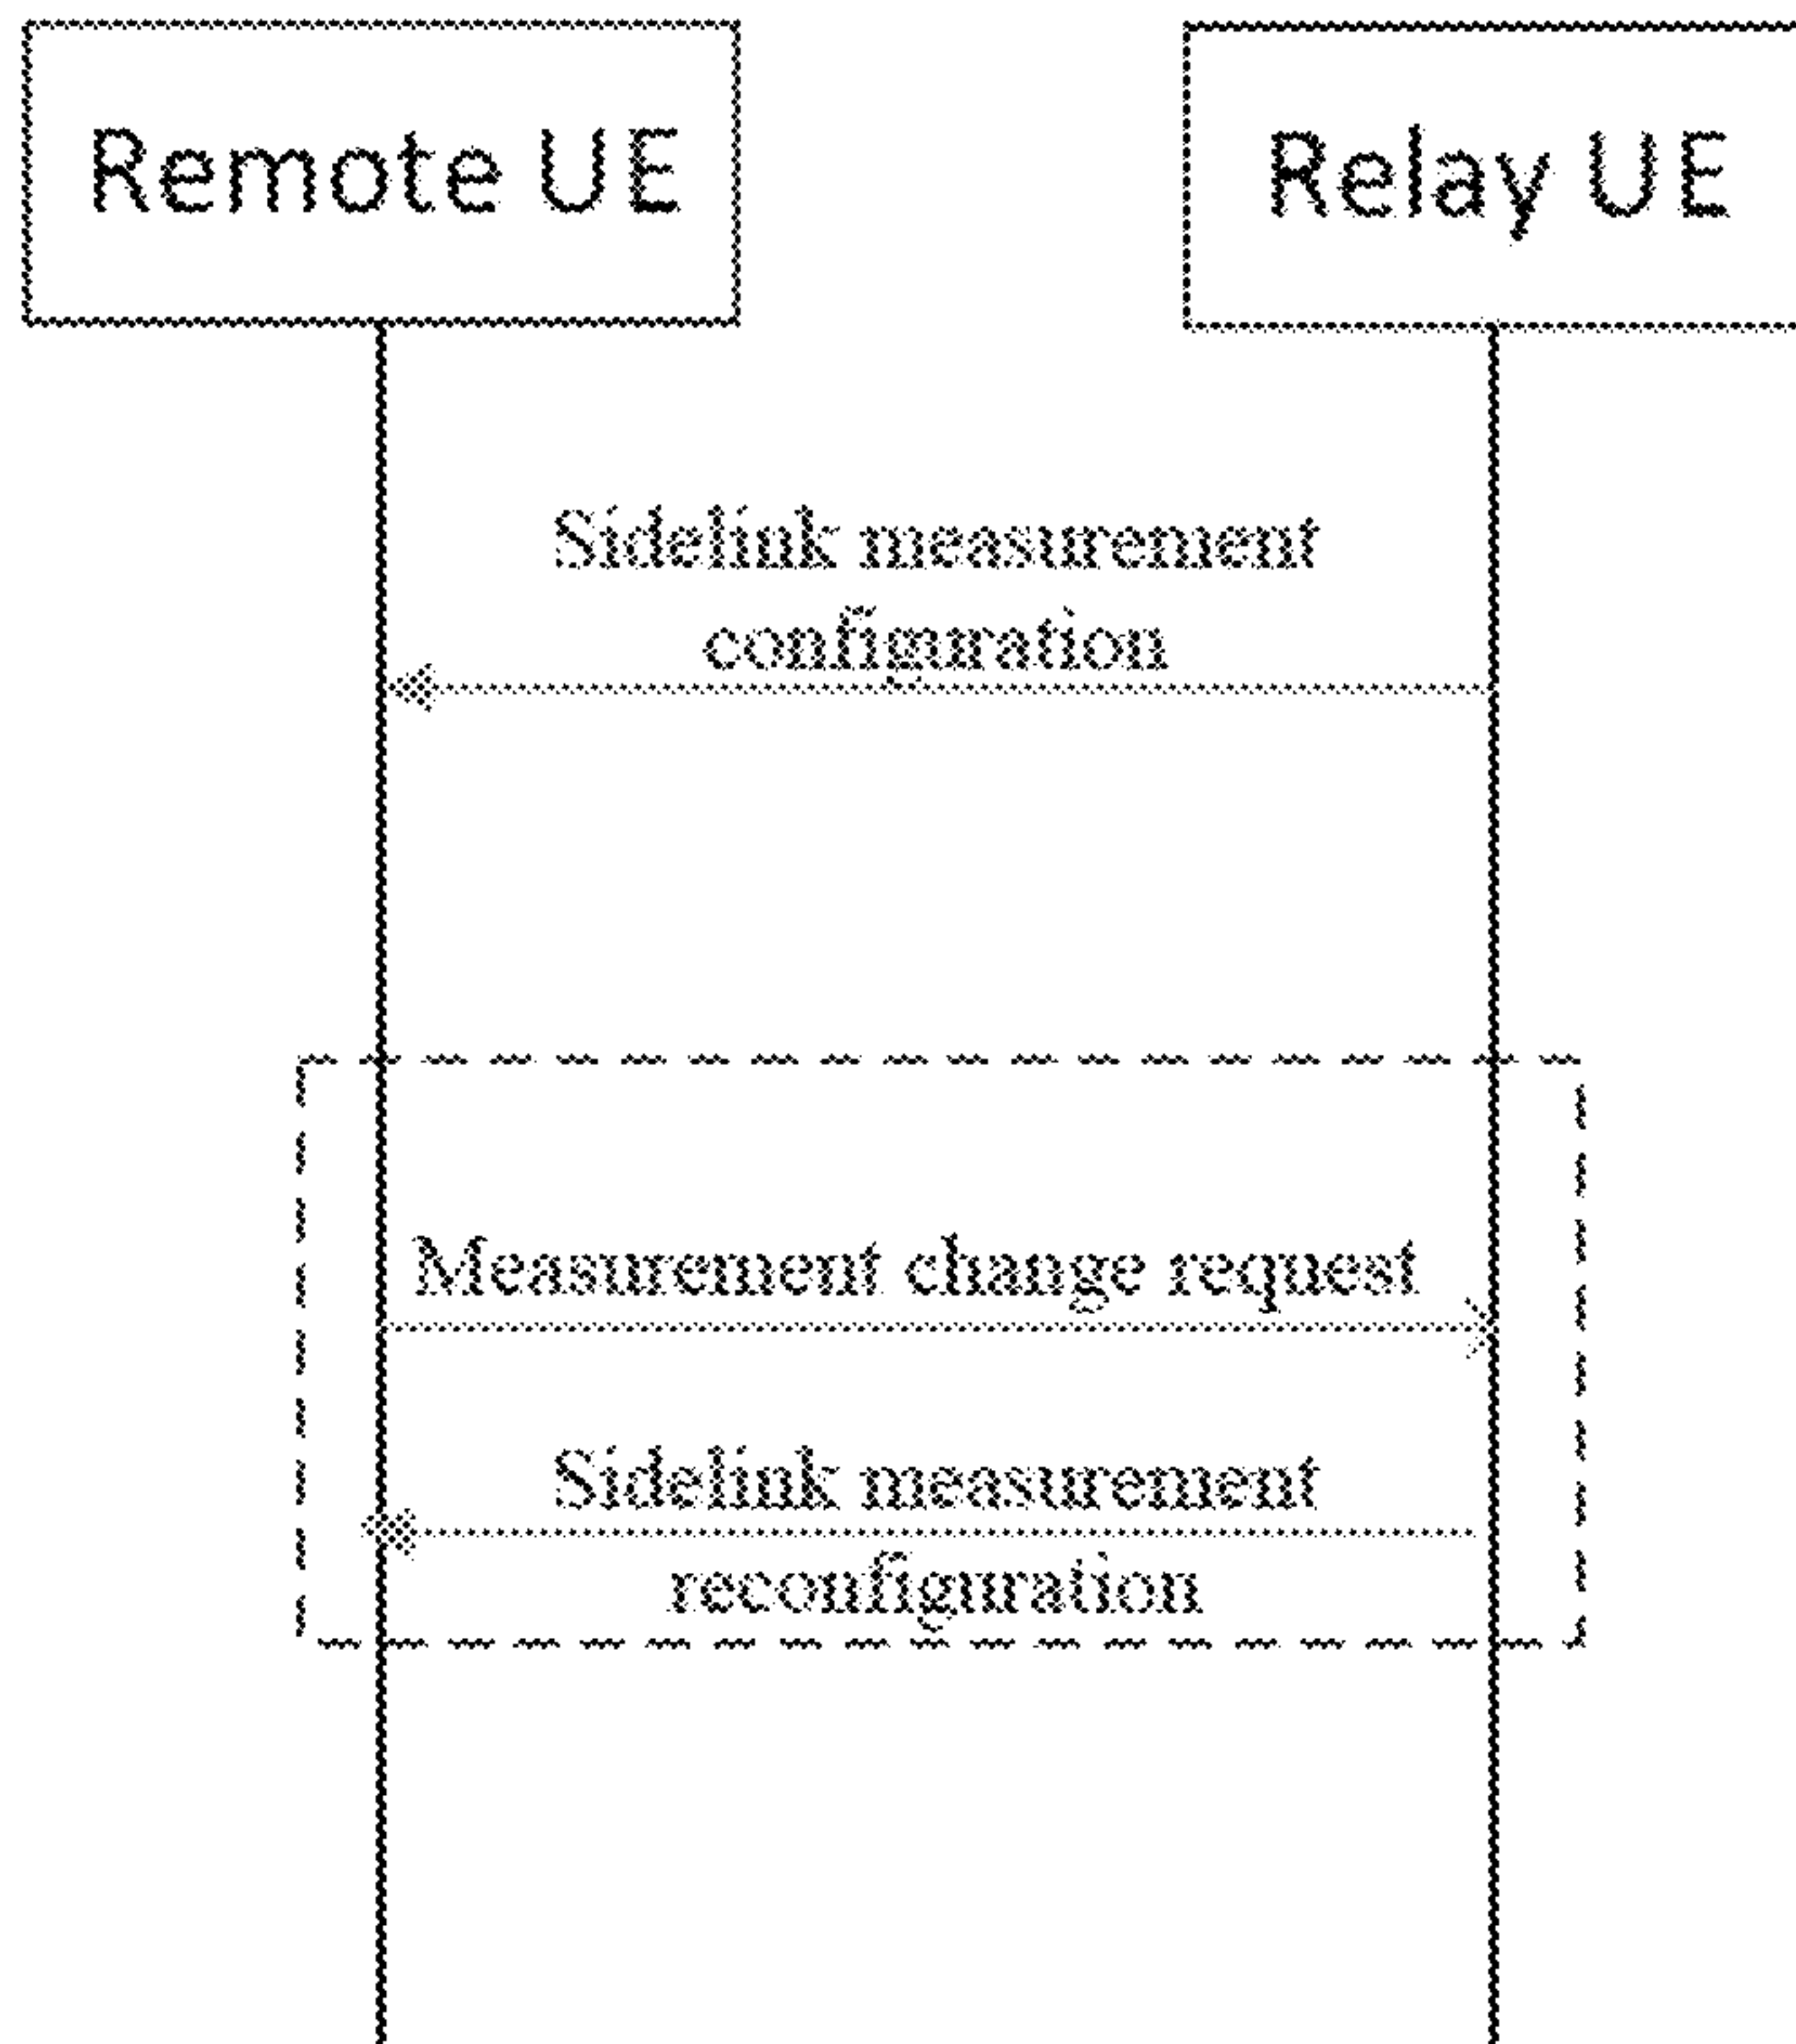 Remote UE
Relay UE
Sidelink measurement
configuration
Measurement change request
Sidelink measurement
reconfiguration